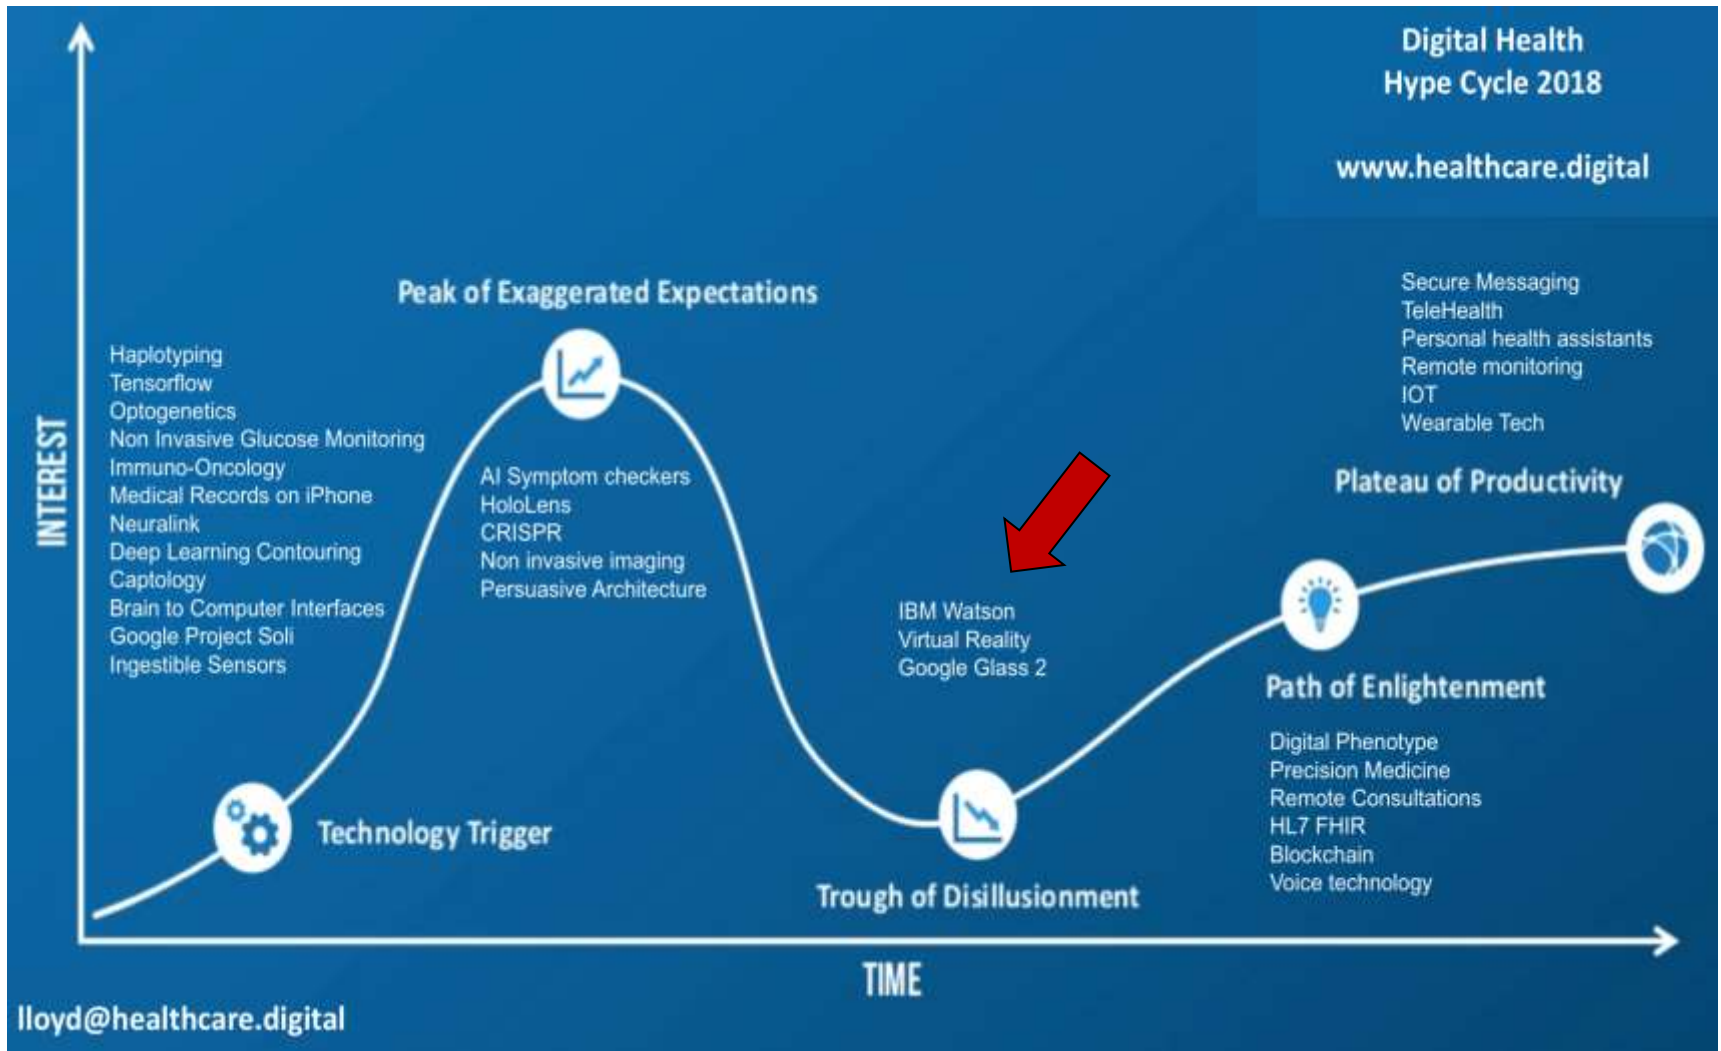 Digital Health
Hype Cycle 2018
www.healthcare.digital
INTEREST
Peak of Exaggerated Expectations
Haplotyping
Tensorflow
Optogenetics
Non Invasive Glucose Monitoring
Immuno-Oncology
Medical Records on iPhone
Neuralink
Deep Learning Contouring
Captology
Brain to Computer Interfaces
Google Project Soli
Ingestible Sensors
Technology Trigger
AI Symptom checkers
HoloLens
CRISPR
Non invasive imaging
Persuasive Architecture
IBM Watson
Virtual Reality
Google Glass 2
Trough of Disillusionment
Secure Messaging
TeleHealth
Personal health assistants
Remote monitoring
IOT
Wearable Tech
Plateau of Productivity
Path of Enlightenment
Digital Phenotype
Precision Medicine
Remote Consultations
HL7 FHIR
Blockchain
Voice technology
TIME
lloyd@healthcare.digital